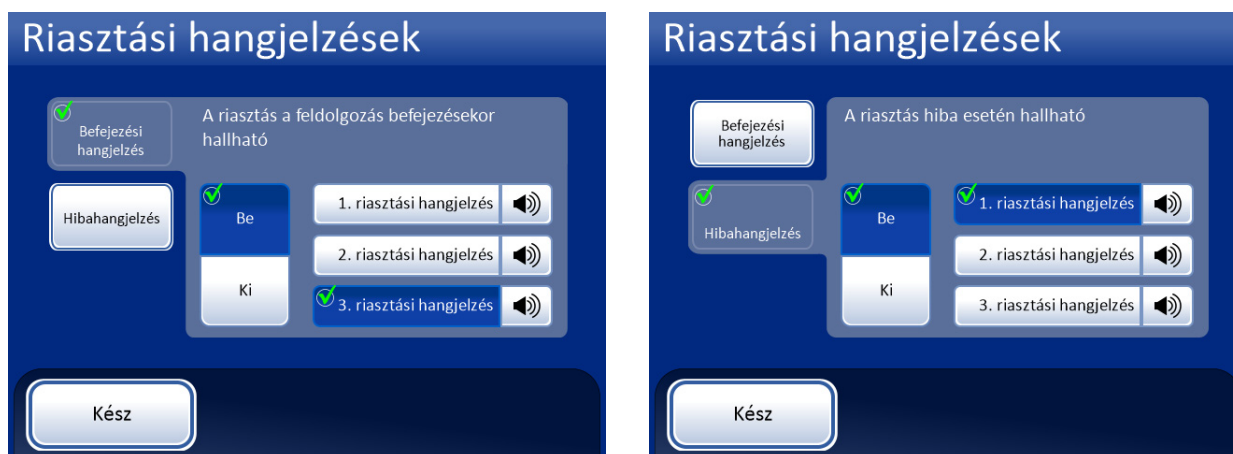 Riasztási hangjelzések
Befejezési
hangjelzés
A riasztás a feldolgozás befejezésekor
hallható
Hibahangjelzés
Be
Ki
1. riasztási hangjelzés
2. riasztási hangjelzés
3. riasztási hangjelzés
Kész
Riasztási hangjelzések
Befejezési
hangjelzés
A riasztás hiba esetén hallható
Hibahangjelzés
Be
Ki
1. riasztási hangjelzés
2. riasztási hangjelzés
3. riasztási hangjelzés
Kész